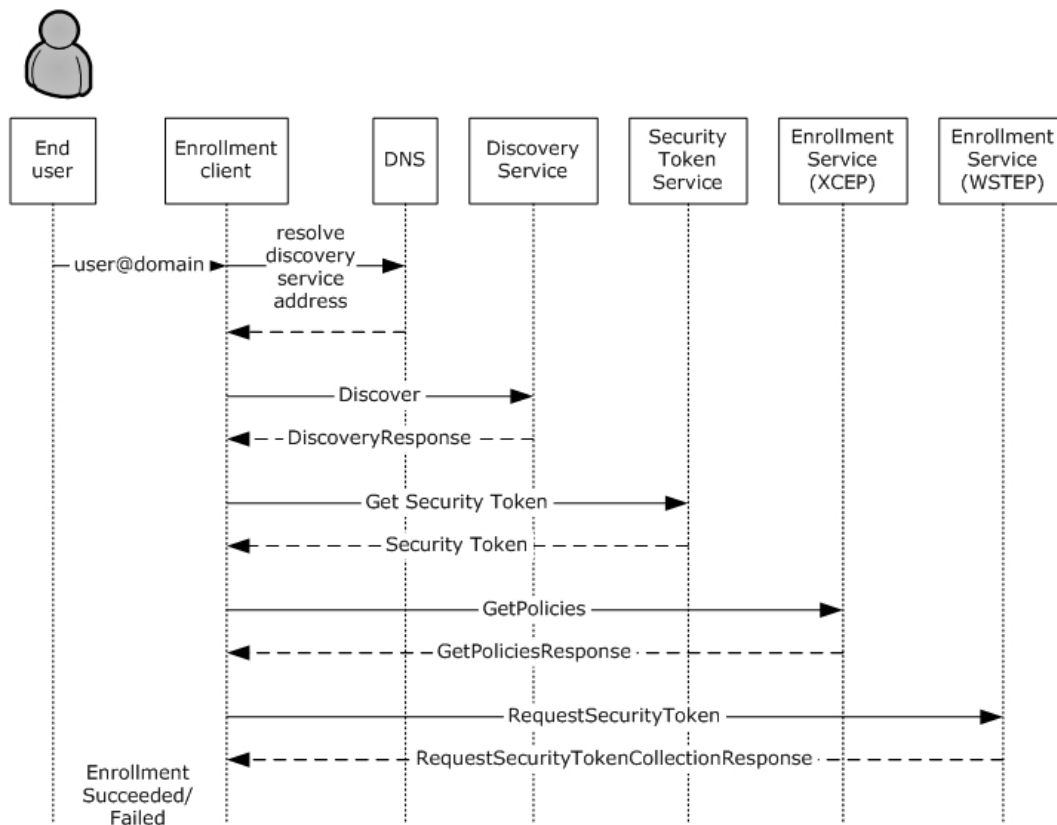 End
user
Enrollment
client
DNS
Discovery
Service
Security
Token
Service
Enrollment
Service
(XCEP)
Enrollment
Service
(WSTEP)
user@domain
resolve
discovery
service
address
Discover
DiscoveryResponse
Get Security Token
Security Token
GetPolicies
GetPoliciesResponse
RequestSecurityToken
RequestSecurityTokenCollectionResponse
Enrollment
Succeeded/
Failed